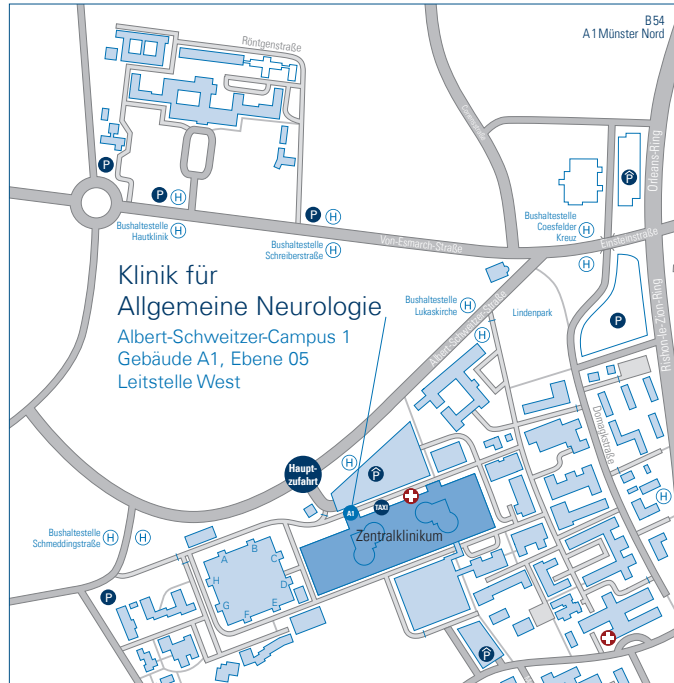 B54
A1 Münster Nord
Röntgenstraße
Orléans-Ring
P
P
P
H
P
H
Bushaltestelle
Hautklinik
H
Bushaltestelle
Schreiberstraße
H
Von-Esmarch-Straße
Bushaltestelle
Coesfelder
Kreuz
H
H
Einsteinstraße
Klinik für
Allgemeine Neurologie
Albert-Schweitzer-Campus 1
Gebäude A1, Ebene 05
Leitstelle West
Bushaltestelle
Lukaskirche
H
H
Albert-Schweitzer-Straße
Lindenpark
P
Rishon-le-Zion-Ring
Domagkstraße
Haupt-
zufahrt
H
P
A1
TAXI
Zentralklinikum
H
Bushaltestelle
Schmeddingstraße
H
H
P
A
B
C
D
E
F
G
H
P